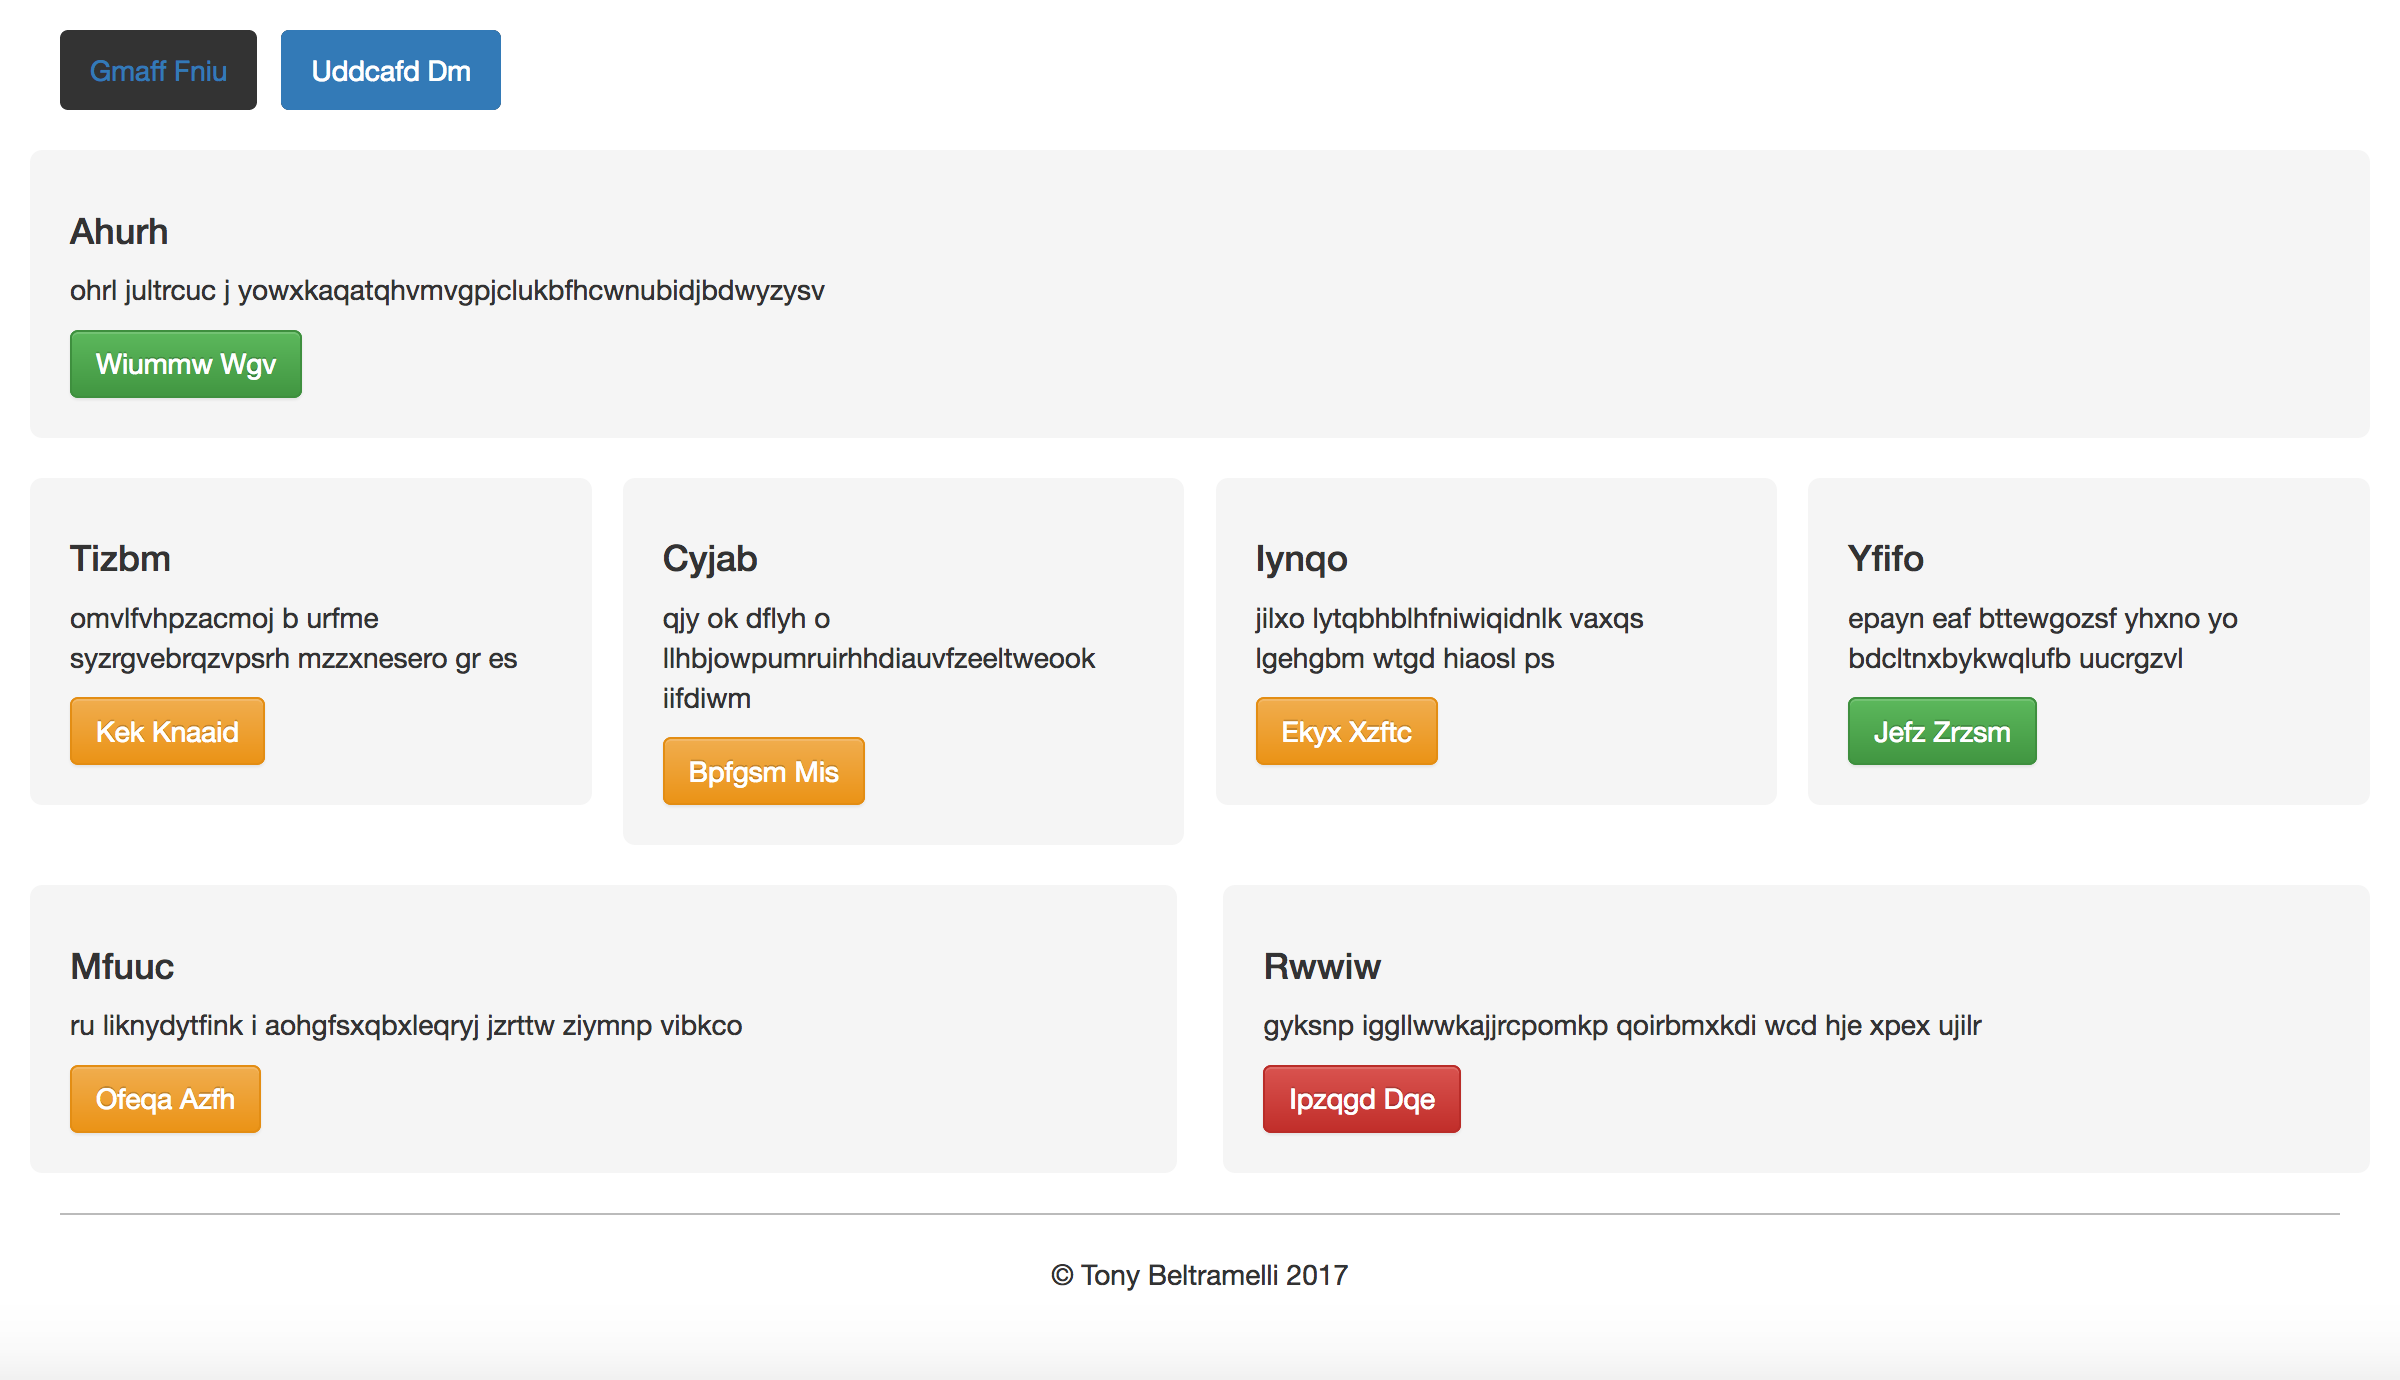 Gmaff Fniu
Uddcafd Dm
Ahurh
ohrl jultrcuc j yowxkaqatqhvmvgpjclukbfhcwnubidjbdwyzysv
Wiummw Wgv
Tizbm
omvlfvhpzacmoj b urfme
syzrgvebrqzvpsrh mzzxnesero gr es
Kek Knaaid
Cyjab
qjy ok dflyh o
llhbjowpumruirhhdiauvfzeeltweook
iifdiwm
Bpfgsm Mis
Iynqo
jilxo lytqbhblhfniwiqidnlk vaxqs
lgehgbm wtgd hiaosl ps
Ekyx Xzftc
Yfifo
epayn eaf bttewgozsf yhxno yo
bdcltnxbykwqlufb uucrgzvl
Jefz Zrzsm
Mfuuc
ru liknydytfink i aohgfsxqbxleqryj jzrttw ziymnp vibkco
Ofeqa Azfh
Rwwiw
gyksnp iggllwwkajjrcpomkp qoirbmxkdi wcd hje xpex ujilr
Ipzqgd Dqe
© Tony Beltramelli 2017